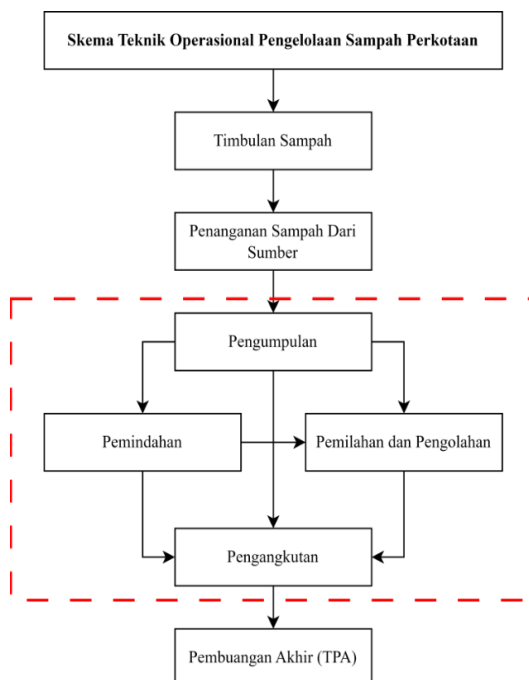 Skema Teknik Operasional Pengelolaan Sampah Perkotaan
Timbulan Sampah
Penanganan Sampah Dari
Sumber
Pengumpulan
Pemindahan
Pemilahan dan Pengolahan
Pengangkutan
Pembuangan Akhir (TPA)